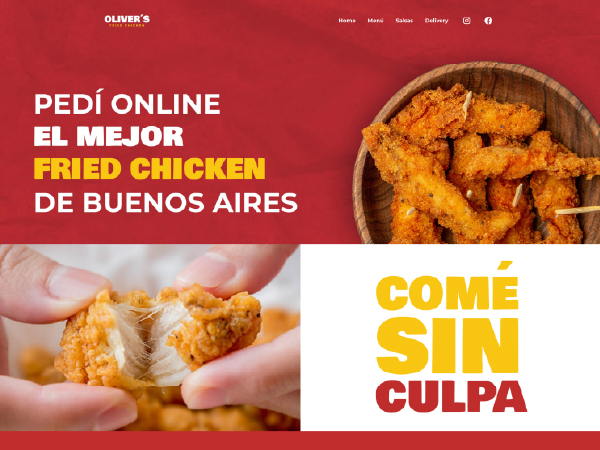 OLIVER'S
FRIED CHICKEN
Home Menú Salsas Delivery
PEDÍ ONLINE
EL MEJOR
FRIED CHICKEN
DE BUENOS AIRES
COMÉ
SIN
CULPA